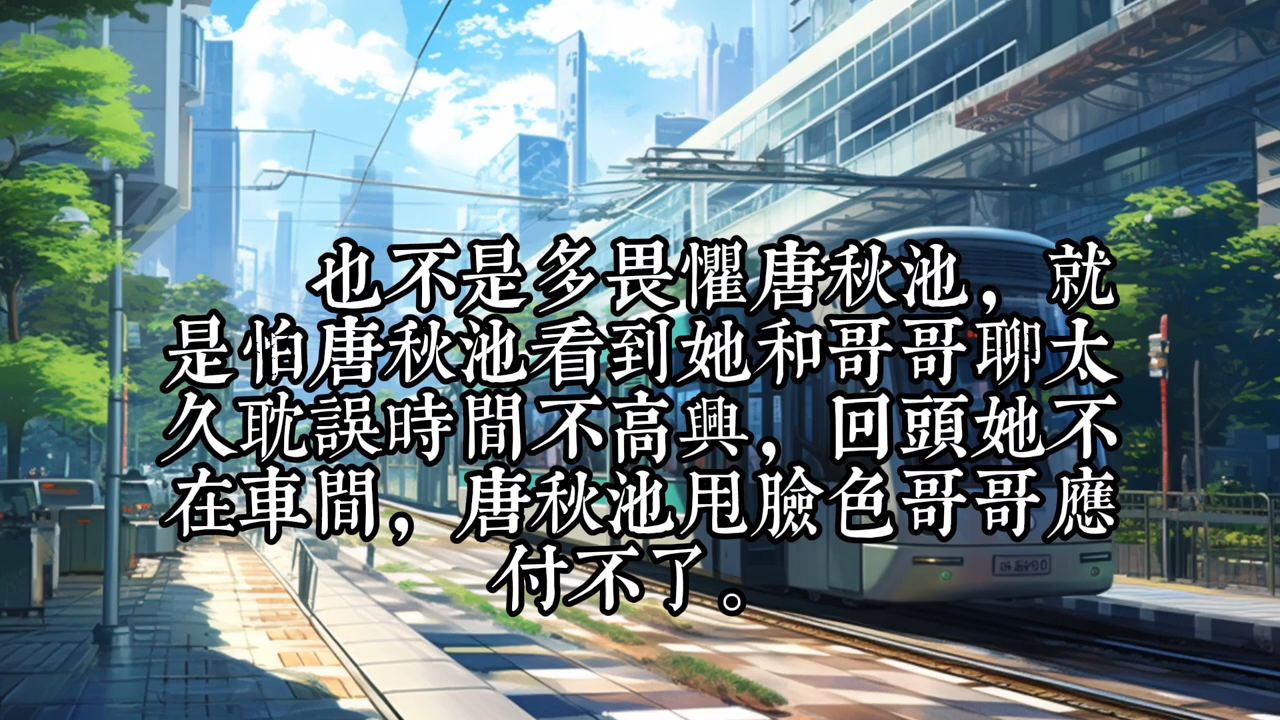 也不是多畏懼唐秋池，就
是怕唐秋池看到她和哥哥聊太
久耽誤時間不高興，回頭她不
在車間，唐秋池甩臉色哥哥應
付不了。